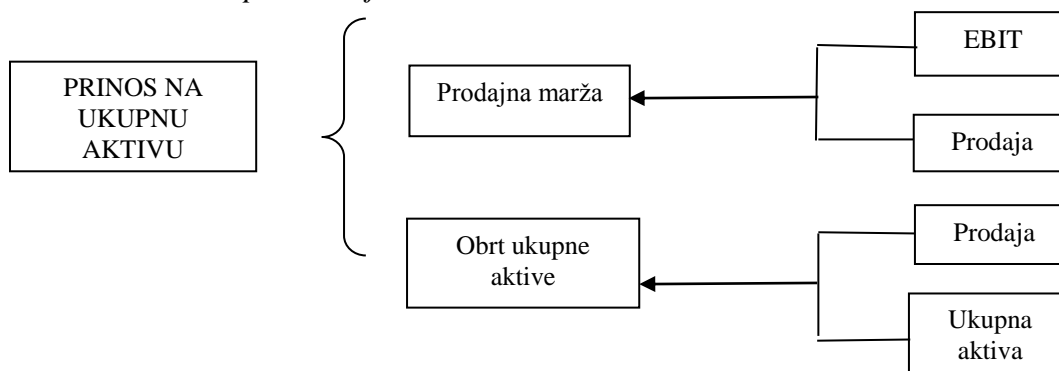 PRINOS NA
UKUPNU
AKTIVU
Prodajna marža
EBIT
Prodaja
Obrt ukupne
aktive
Prodaja
Ukupna
aktiva